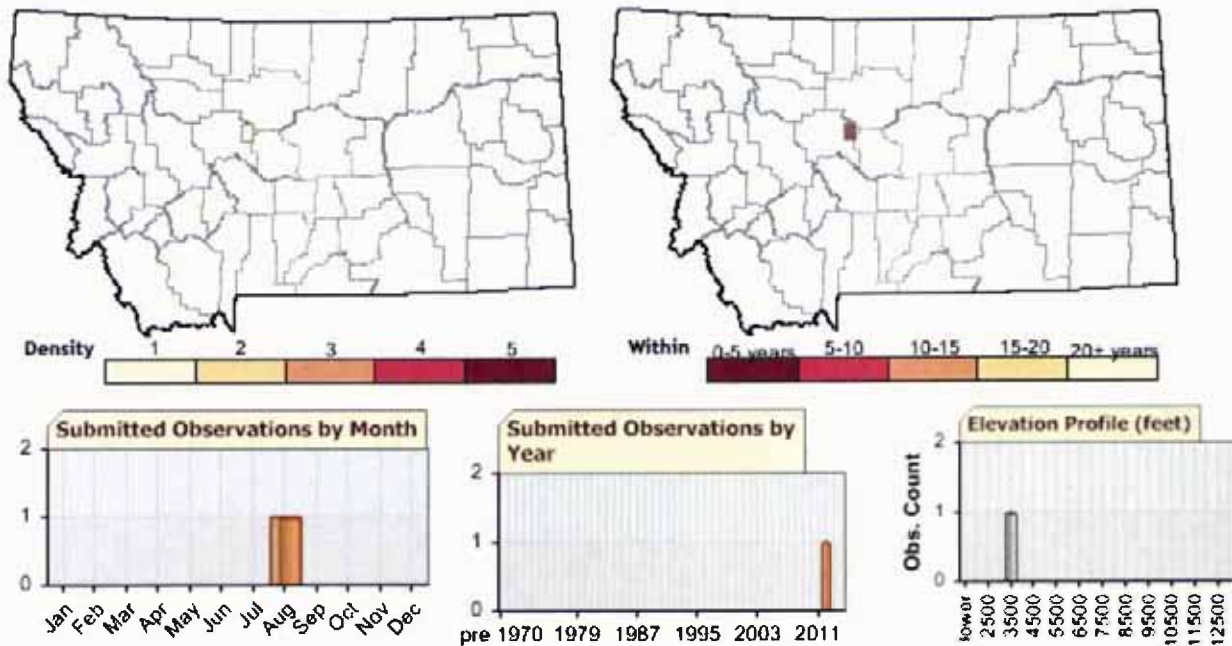 Density 1 2 3 4 5
Within 0-5 years 5-10 10-15 15-20 20+ years
Submitted Observations by Month
2
1
0
Jan Feb Mar Apr May Jun Jul Aug Sep Oct Nov Dec
Submitted Observations by
Year
2
1
0
pre 1970 1979 1987 1995 2003 2011
Elevation Profile (feet)
Obs. Count
2
1
0
lower 2500 3500 4500 5500 6500 7500 8500 9500 10500 11500 12500